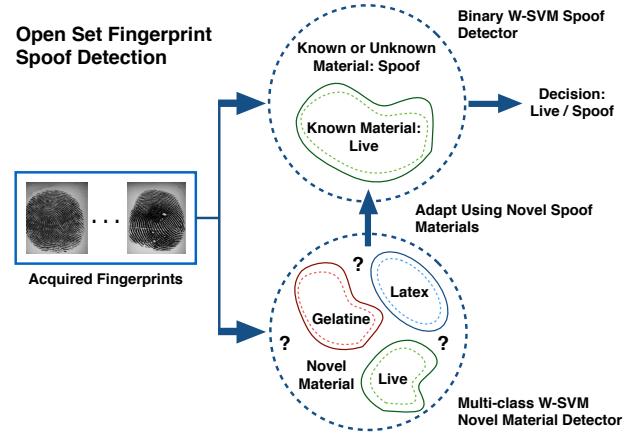 Open Set Fingerprint
Spoof Detection
Binary W-SVM Spoof
Detector
Known or Unknown
Material: Spoof
Known Material:
Live
Decision:
Live / Spoof
. . .
Acquired Fingerprints
Adapt Using Novel Spoof
Materials
?
Latex
Gelatine
?
?
Novel
Material
Live
Multi-class W-SVM
Novel Material Detector